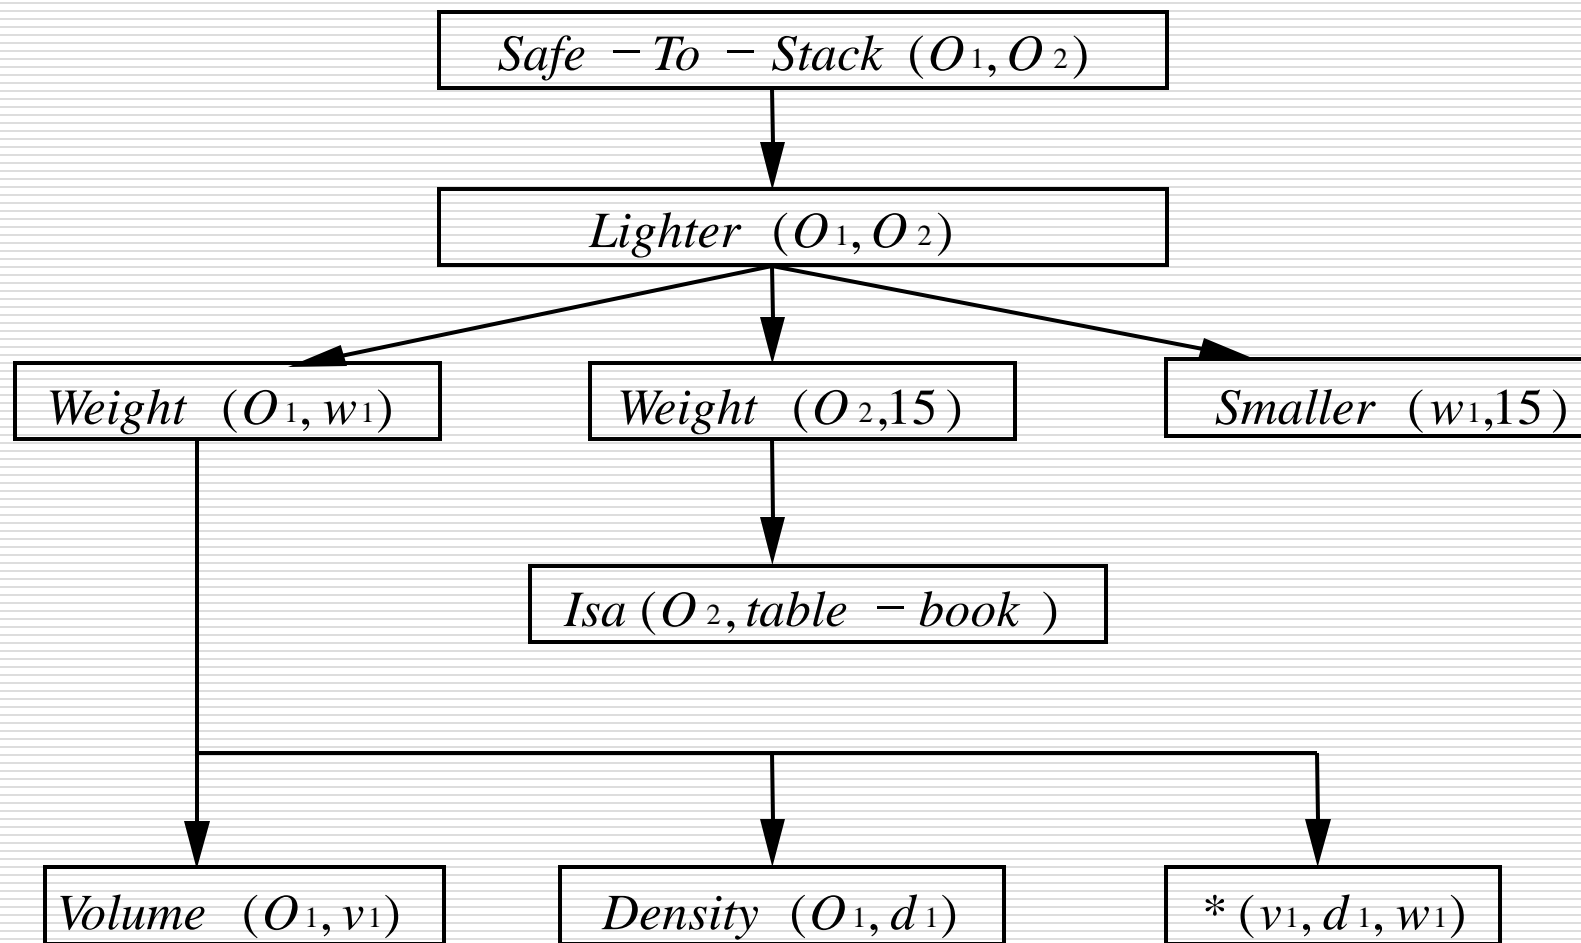 Safe − To − Stack (O1, O2)
Lighter (O1, O2)
Weight (O1, w1)
Weight (O2,15)
Smaller (w1,15)
Isa (O2, table − book )
Volume (O1, v1)
Density (O1, d1)
* (v1, d1, w1)